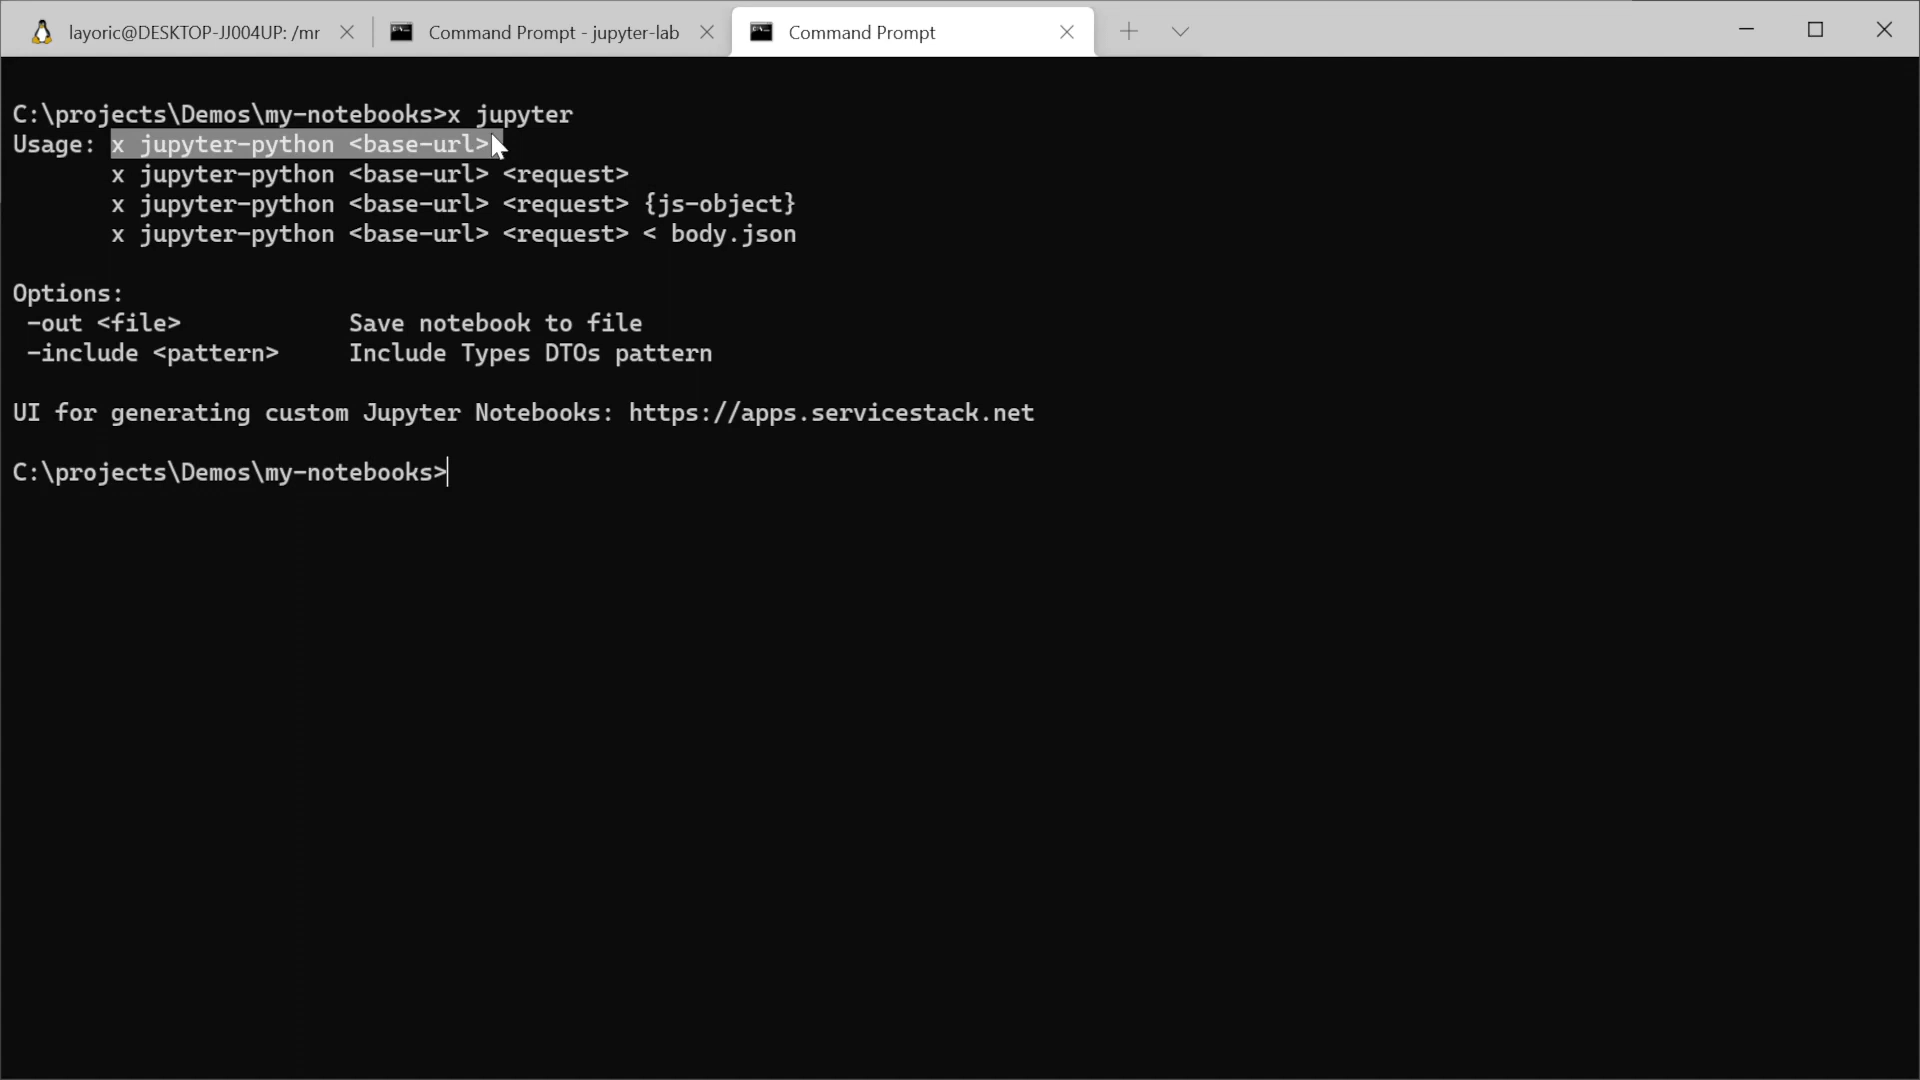 layoric@DESKTOP-JJ004UP: /mr
Command Prompt - jupyter-lab
Command Prompt
C:\projects\Demos\my-notebooks>x jupyter
Usage: x jupyter-python <base-url>
x jupyter-python <base-url> <request>
x jupyter-python <base-url> <request> {js-object}
x jupyter-python <base-url> <request> < body.json
Options:
-out <file> Save notebook to file
-include <pattern> Include Types DTOs pattern
UI for generating custom Jupyter Notebooks: https://apps.servicestack.net
C:\projects\Demos\my-notebooks>